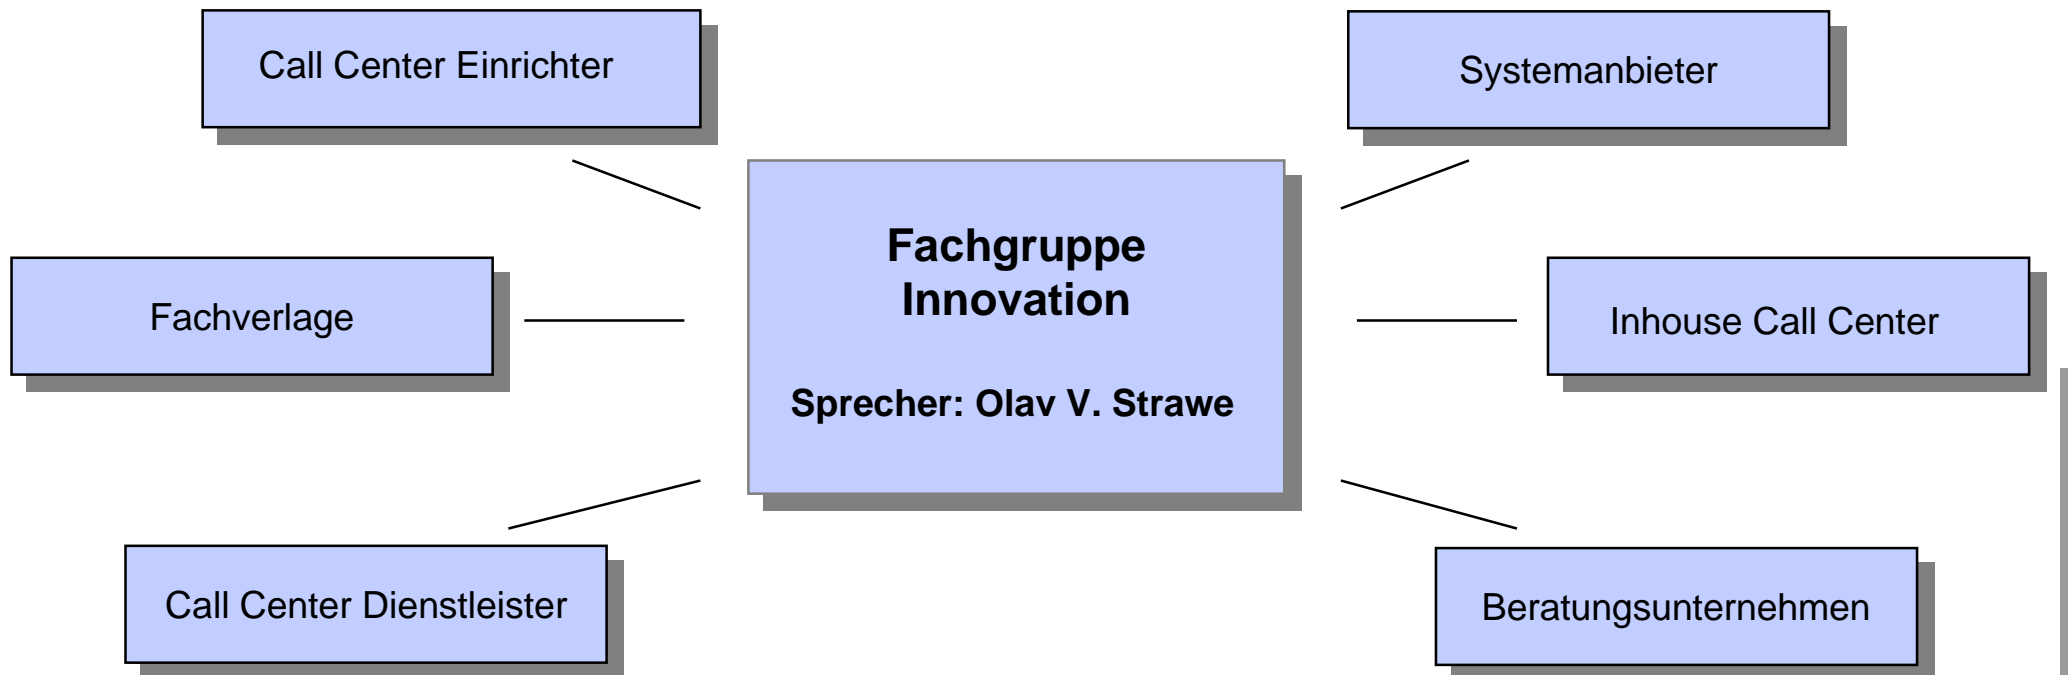 Call Center Einrichter
Systemanbieter
Fachgruppe
Innovation
Sprecher: Olav V. Strawe
Fachverlage
Inhouse Call Center
Call Center Dienstleister
Beratungsunternehmen